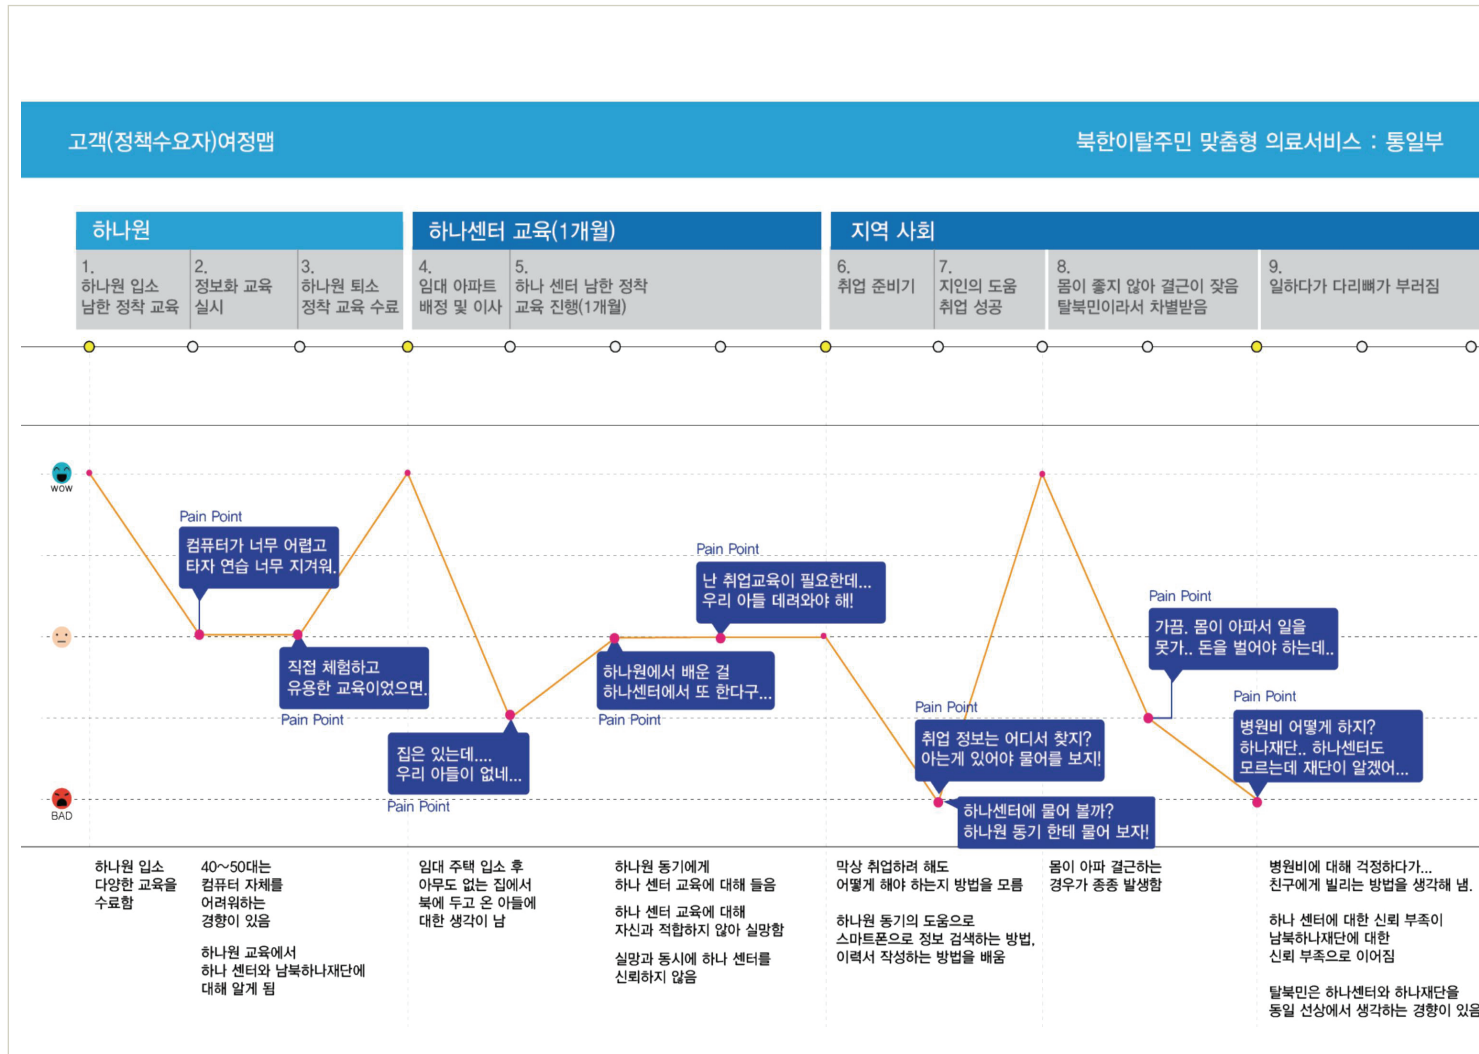 고객(정책수요자)여정맵
북한이탈주민 맞춤형 의료서비스 : 통일부
하나원
하나센터 교육(1개월)
지역 사회
1.
하나원 입소
남한 정착 교육
2.
정보화 교육
실시
3.
하나원 퇴소
정착 교육 수료
4.
임대 아파트
배정 및 이사
5.
하나 센터 남한 정착
교육 진행(1개월)
6.
취업 준비기
7.
지인의 도움
취업 성공
8.
몸이 좋지 않아 결근이 잦음
탈북민이라서 차별받음
9.
일하다가 다리뼈가 부러짐
WOW
BAD
Pain Point
컴퓨터가 너무 어렵고
타자 연습 너무 지겨워.
직접 체험하고
유용한 교육이었으면.
Pain Point
집은 있는데....
우리 아들이 없네...
Pain Point
하나원에서 배운 걸
하나센터에서 또 한다구...
Pain Point
Pain Point
난 취업교육이 필요한데...
우리 아들 데려와야 해!
Pain Point
취업 정보는 어디서 찾지?
아는게 있어야 물어를 보지!
하나센터에 물어 볼까?
하나원 동기 한테 물어 보자!
Pain Point
가끔. 몸이 아파서 일을
못가.. 돈을 벌어야 하는데..
Pain Point
병원비 어떻게 하지?
하나재단.. 하나센터도
모르는데 재단이 알겠어...
하나원 입소
다양한 교육을
수료함
40~50대는
컴퓨터 자체를
어려워하는
경향이 있음
하나원 교육에서
하나 센터와 남북하나재단에
대해 알게 됨
임대 주택 입소 후
아무도 없는 집에서
북에 두고 온 아들에
대한 생각이 남
하나원 동기에게
하나 센터 교육에 대해 들음
하나 센터 교육에 대해
자신과 적합하지 않아 실망함
실망과 동시에 하나 센터를
신뢰하지 않음
막상 취업하려 해도
어떻게 해야 하는지 방법을 모름
하나원 동기의 도움으로
스마트폰으로 정보 검색하는 방법,
이력서 작성하는 방법을 배움
몸이 아파 결근하는
경우가 종종 발생함
병원비에 대해 걱정하다가...
친구에게 빌리는 방법을 생각해 냄.
하나 센터에 대한 신뢰 부족이
남북하나재단에 대한
신뢰 부족으로 이어짐
탈북민은 하나센터와 하나재단을
동일 선상에서 생각하는 경향이 있음